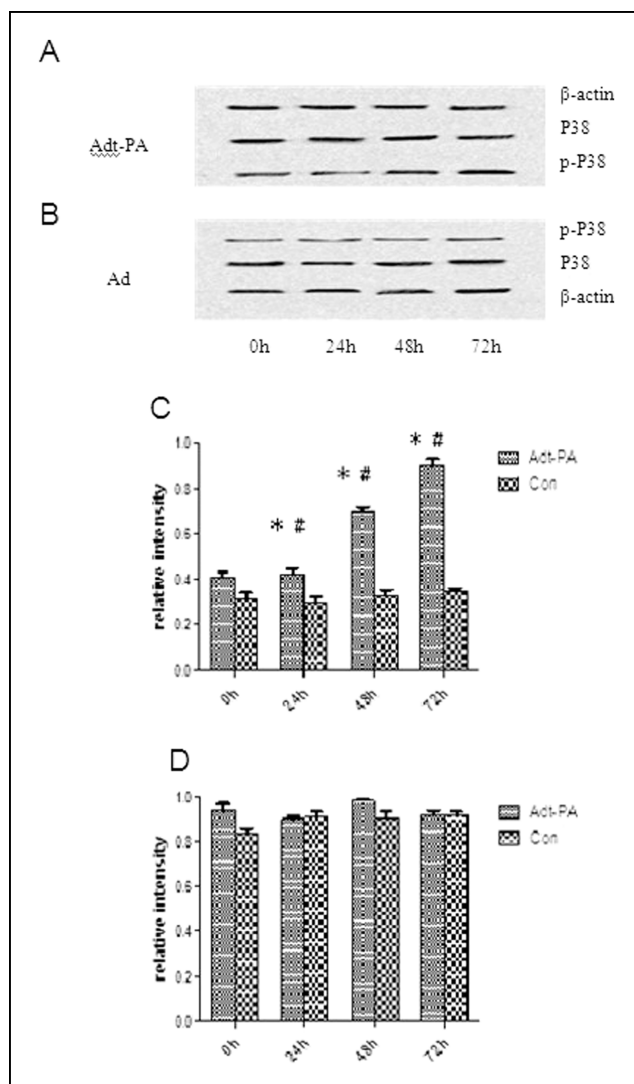 A
β-actin
P38
Adt-PA
p-P38
B
p-P38
P38
Ad
β-actin
0h 24h 48h 72h
C
1.0
0.8
0.6
0.4
0.2
0.0
relative intensity
* #
* #
* #
Adt-PA
Con
0h 24h 48h 72h
D
1.0
0.8
0.6
0.4
0.2
0.0
relative intensity
Adt-PA
Con
0h 24h 48h 72h